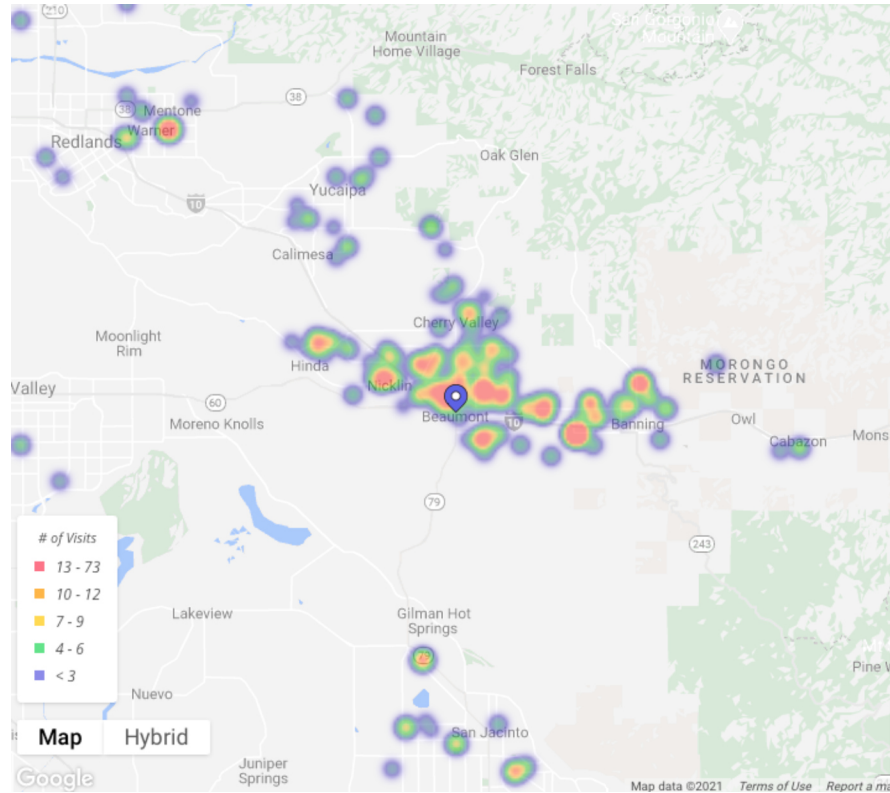 San Gorgonio
Mountain
Mountain
Home Village
Forest Falls
38
38
Mentone
Warner
Redlands
Oak Glen
Yucaipa
10
Calimesa
Cherry Valley
Moonlight
Rim
Hinda
MORONGO
RESERVATION
Valley
Nicklin
60
Beaumont
10
Banning
Owl
Moreno Knolls
Cabazon
Mons
79
# of Visits
13 - 73
10 - 12
7 - 9
4 - 6
< 3
243
Lakeview
Gilman Hot
Springs
Pine W
Nuevo
Map
Hybrid
San Jacinto
Juniper
Springs
Google
Map data ©2021
Terms of Use
Report a m